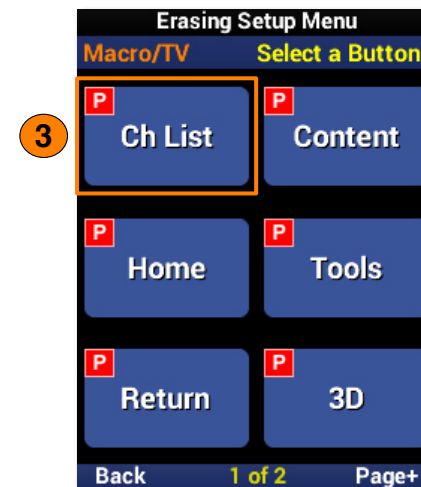 Erasing Setup Menu
Macro/TV Select a Button
P P
3 Ch List Content
P P
Home Tools
P P
Return 3D
Back 1 of 2 Page+